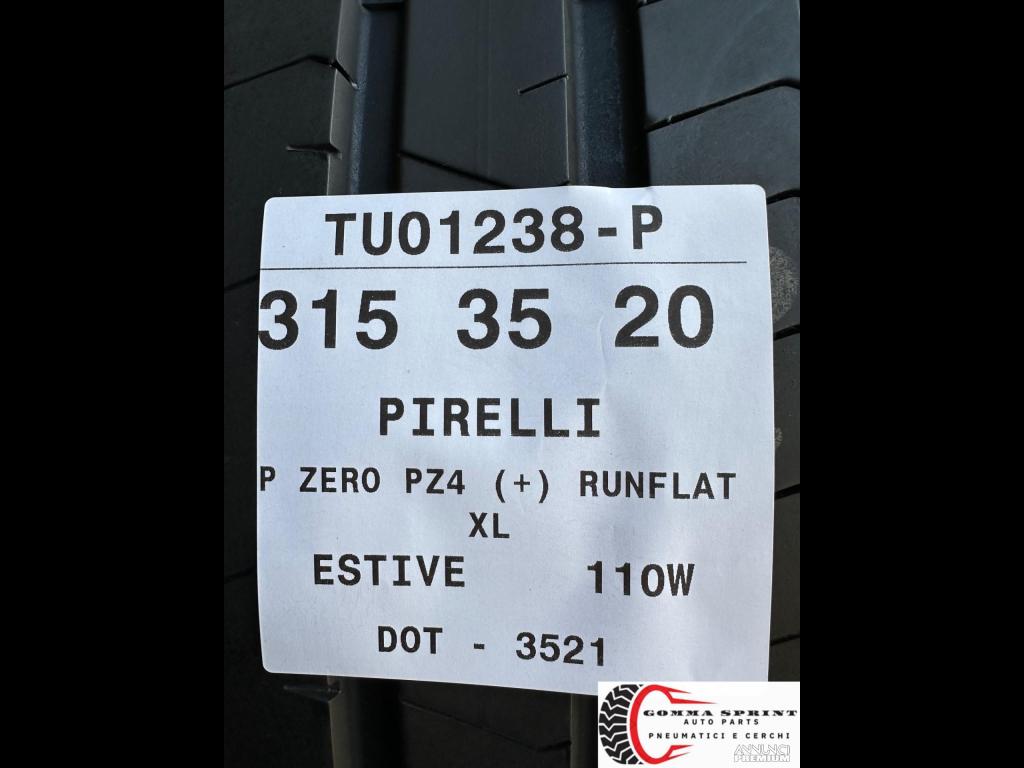 TU01238-P
315 35 20
PIRELLI
P ZERO PZ4 (+) RUNFLAT
XL
ESTIVE 110W
DOT - 3521
GOMMA SPRINT
AUTO PARTS
PNEUMATICI E CERCHI
ANNUNCI
PREMIUM